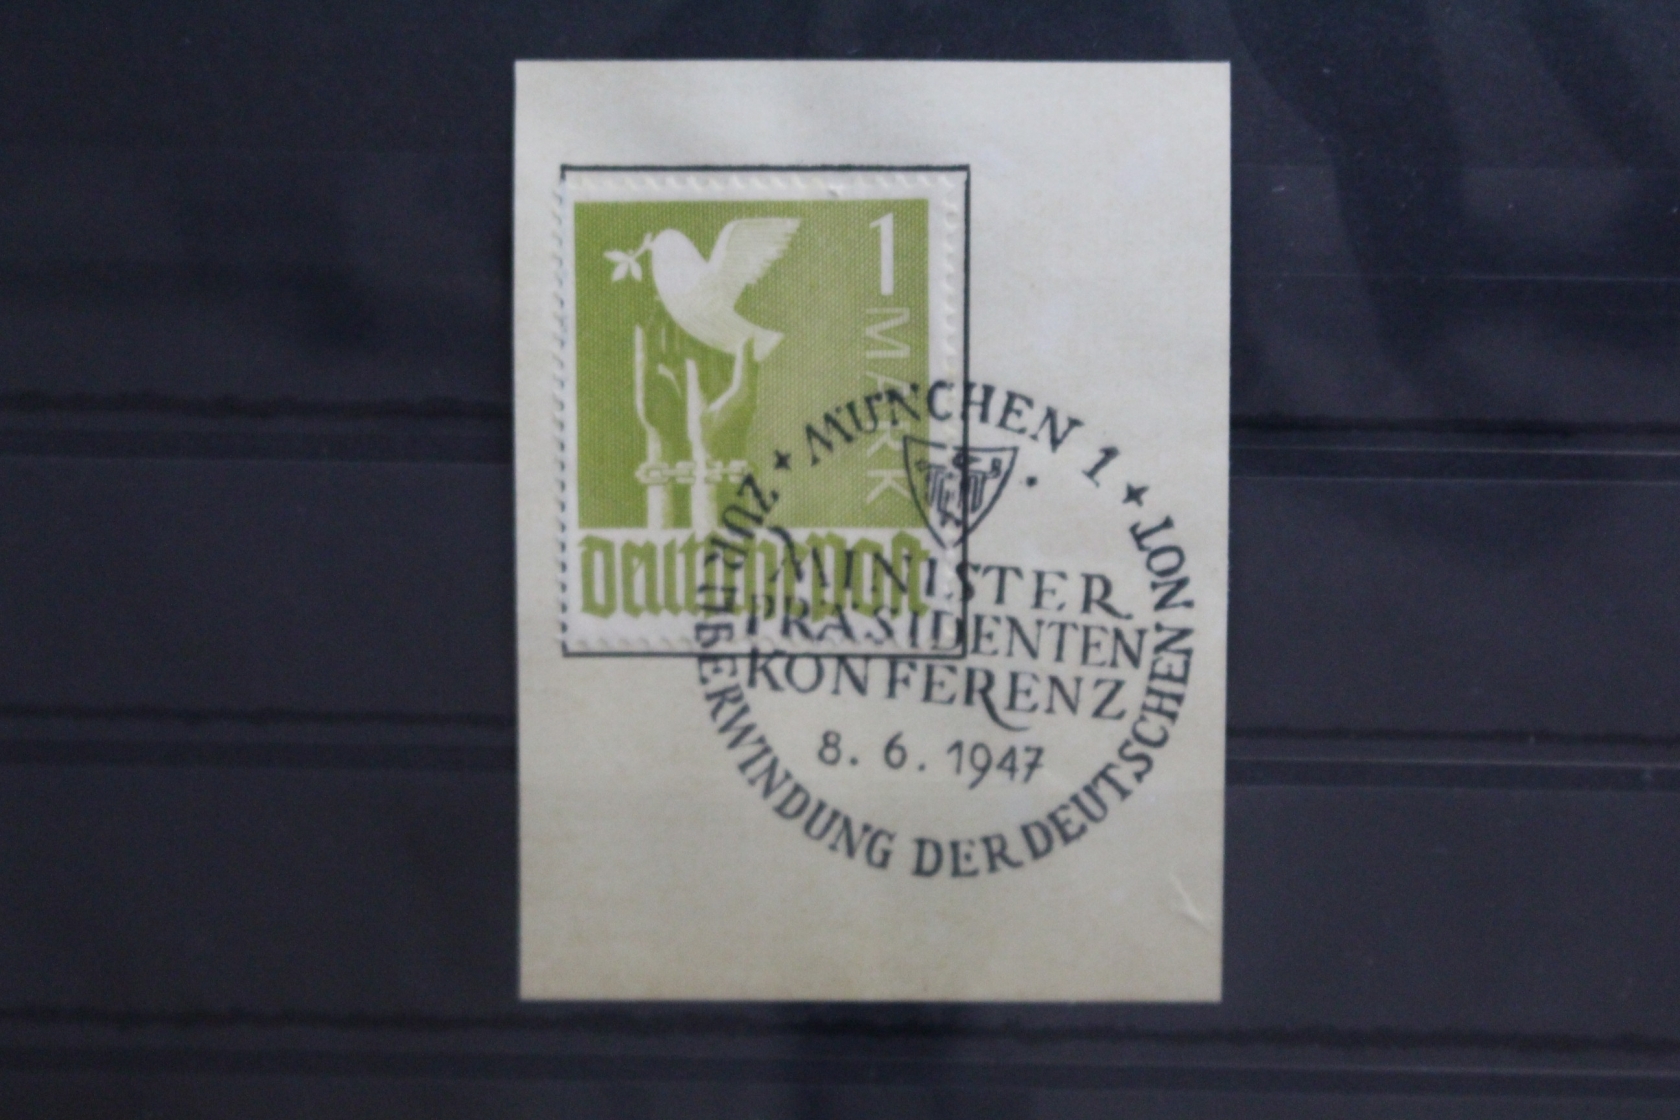 1 MARK
Deutsche Post
MÜNCHEN 1
MINISTER
PRÄSIDENTEN
KONFERENZ
8. 6. 1947
ZUR ÜBERWINDUNG DER DEUTSCHEN NOT